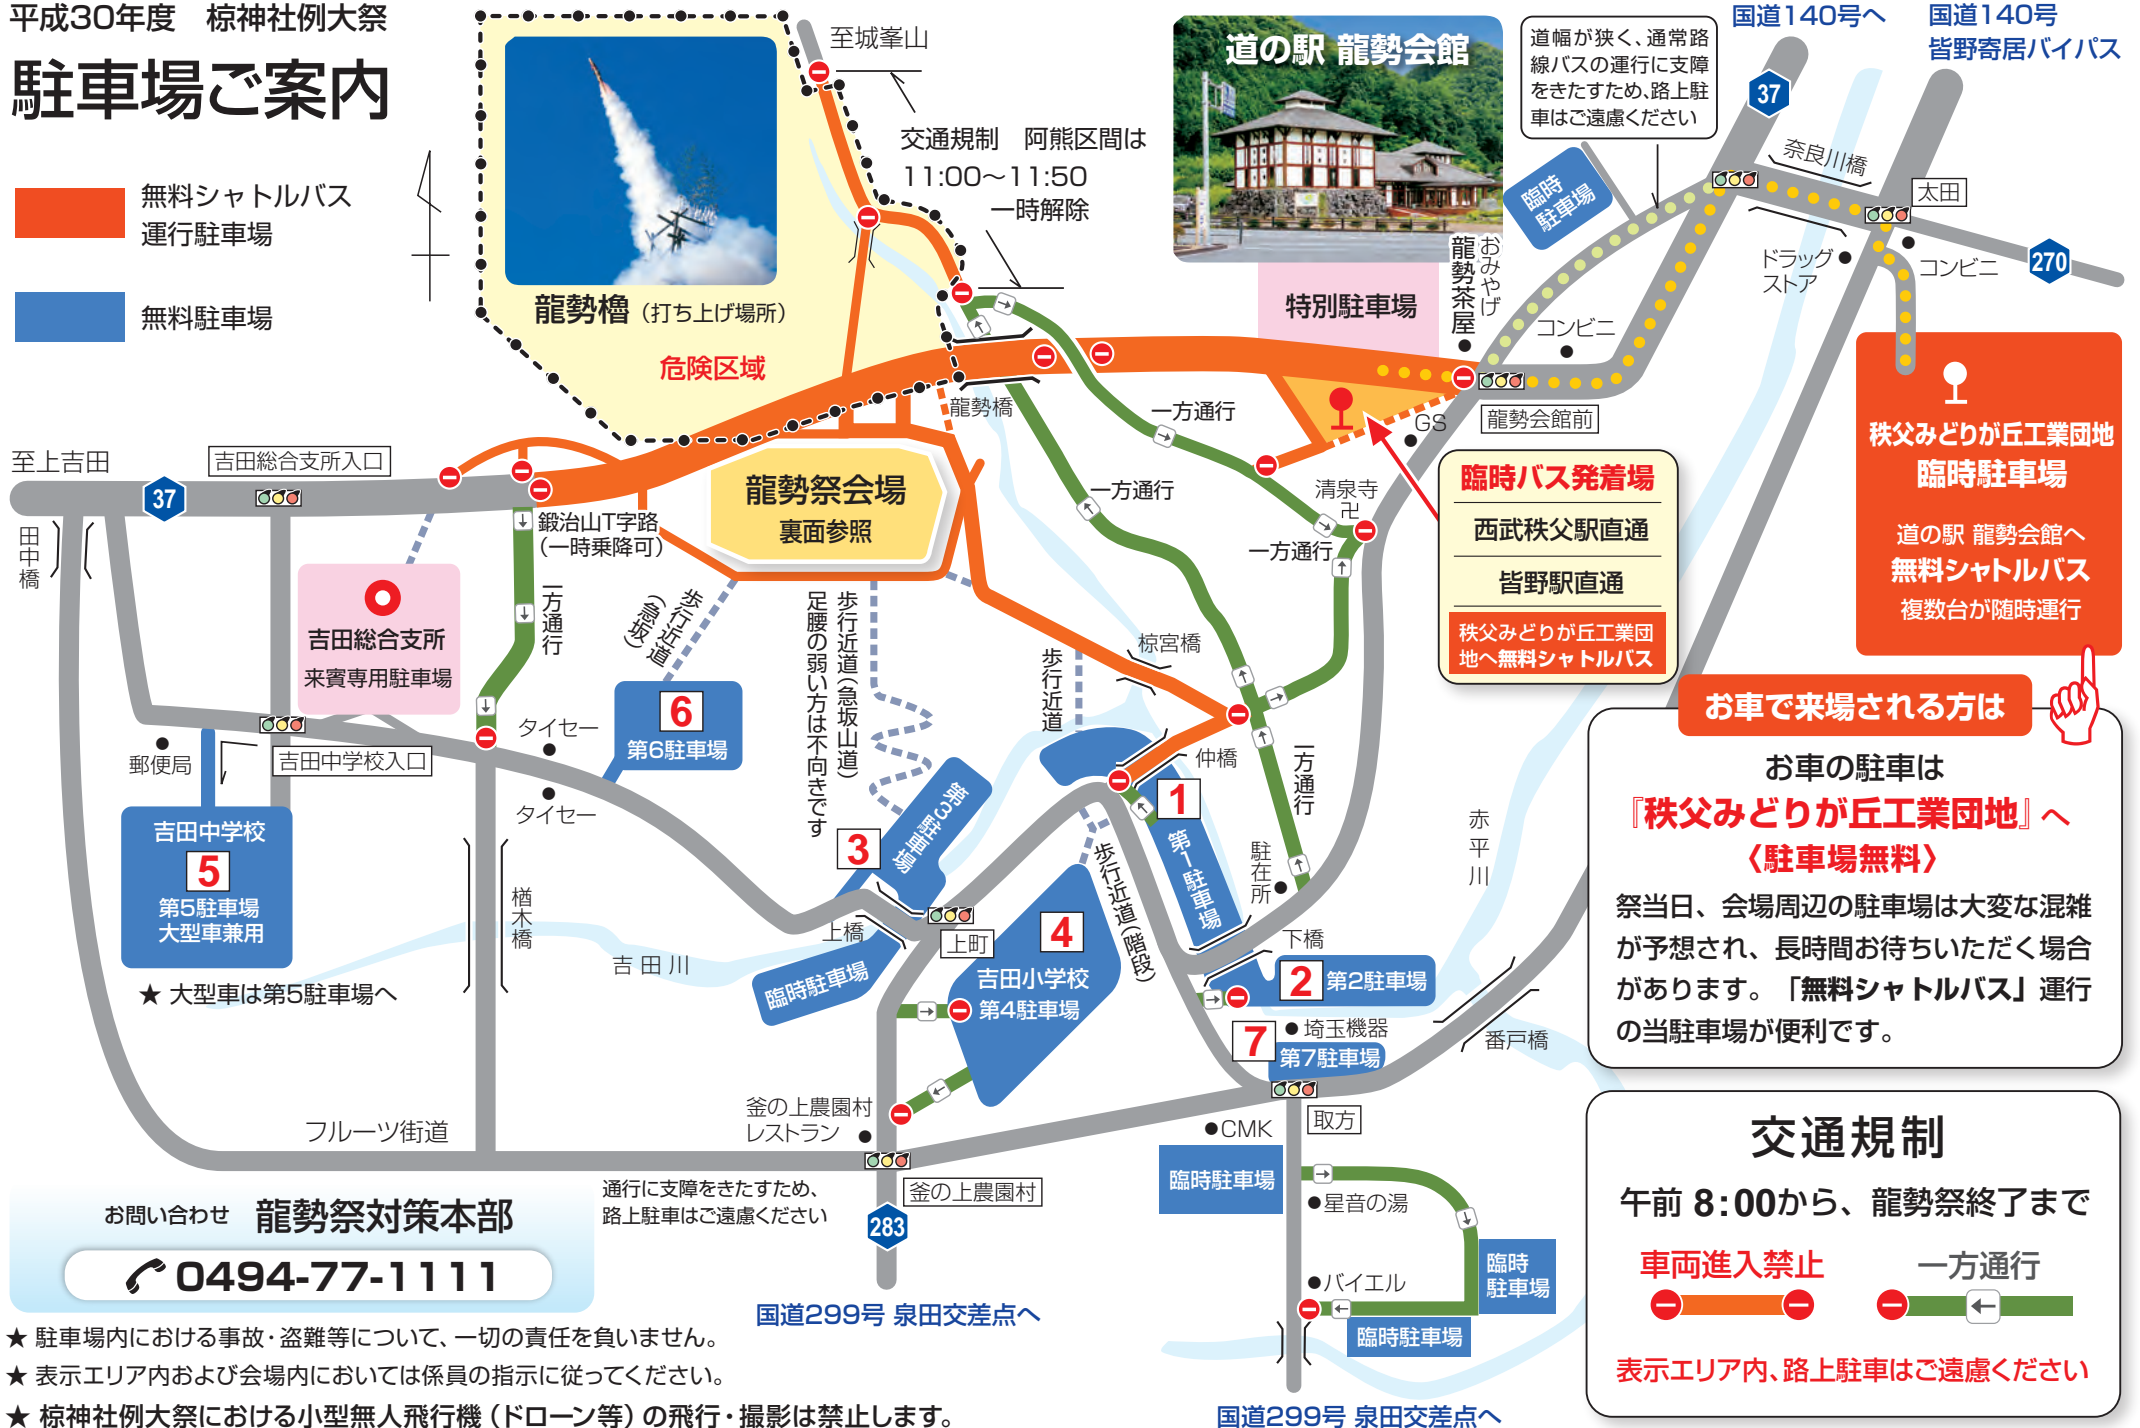 平成30年度　椋神社例大祭
駐車場ご案内
無料シャトルバス
運行駐車場
無料駐車場
龍勢櫓（打ち上げ場所）
危険区域
至城峯山
交通規制　阿熊区間は
11:00〜11:50
一時解除
道の駅 龍勢会館
特別駐車場
おみやげ
龍勢茶屋
道幅が狭く、通常路
線バスの運行に支障
をきたすため、路上駐
車はご遠慮ください
国道140号へ
国道140号
皆野寄居バイパス
37
臨時
駐車場
奈良川橋
太田
ドラッグ
ストア
コンビニ
270
コンビニ
龍勢会館前
GS
龍勢橋
一方通行
一方通行
清泉寺
卍
一方通行
臨時バス発着場
西武秩父駅直通
皆野駅直通
秩父みどりが丘工業団
地へ無料シャトルバス
秩父みどりが丘工業団地
臨時駐車場
道の駅 龍勢会館へ
無料シャトルバス
複数台が随時運行
至上吉田
37
吉田総合支所入口
田中橋
鍛治山T字路
（一時乗降可）
一方通行
龍勢祭会場
裏面参照
吉田総合支所
来賓専用駐車場
歩行近道
（急坂）
歩行近道（急坂山道）
足腰の弱い方は不向きです
歩行近道
椋宮橋
仲橋
一方通行
6
第6駐車場
タイセー
タイセー
郵便局
吉田中学校入口
吉田中学校
5
第5駐車場
大型車兼用
★ 大型車は第5駐車場へ
楢木橋
吉田川
3
第3駐車場
上橋
上町
臨時駐車場
4
吉田小学校
第4駐車場
歩行近道（階段）
1
第1駐車場
駐在所
下橋
2
第2駐車場
赤平川
7
埼玉機器
第7駐車場
番戸橋
取方
CMK
臨時駐車場
星音の湯
バイエル
臨時
駐車場
臨時駐車場
国道299号 泉田交差点へ
フルーツ街道
釜の上農園村
レストラン
釜の上農園村
283
通行に支障をきたすため、
路上駐車はご遠慮ください
国道299号 泉田交差点へ
お車で来場される方は
お車の駐車は
『秩父みどりが丘工業団地』へ
〈駐車場無料〉
祭当日、会場周辺の駐車場は大変な混雑
が予想され、長時間お待ちいただく場合
があります。「無料シャトルバス」運行
の当駐車場が便利です。
交通規制
午前 8:00から、龍勢祭終了まで
車両進入禁止
一方通行
表示エリア内、路上駐車はご遠慮ください
お問い合わせ　龍勢祭対策本部
0494-77-1111
★ 駐車場内における事故・盗難等について、一切の責任を負いません。
★ 表示エリア内および会場内においては係員の指示に従ってください。
★ 椋神社例大祭における小型無人飛行機（ドローン等）の飛行・撮影は禁止します。